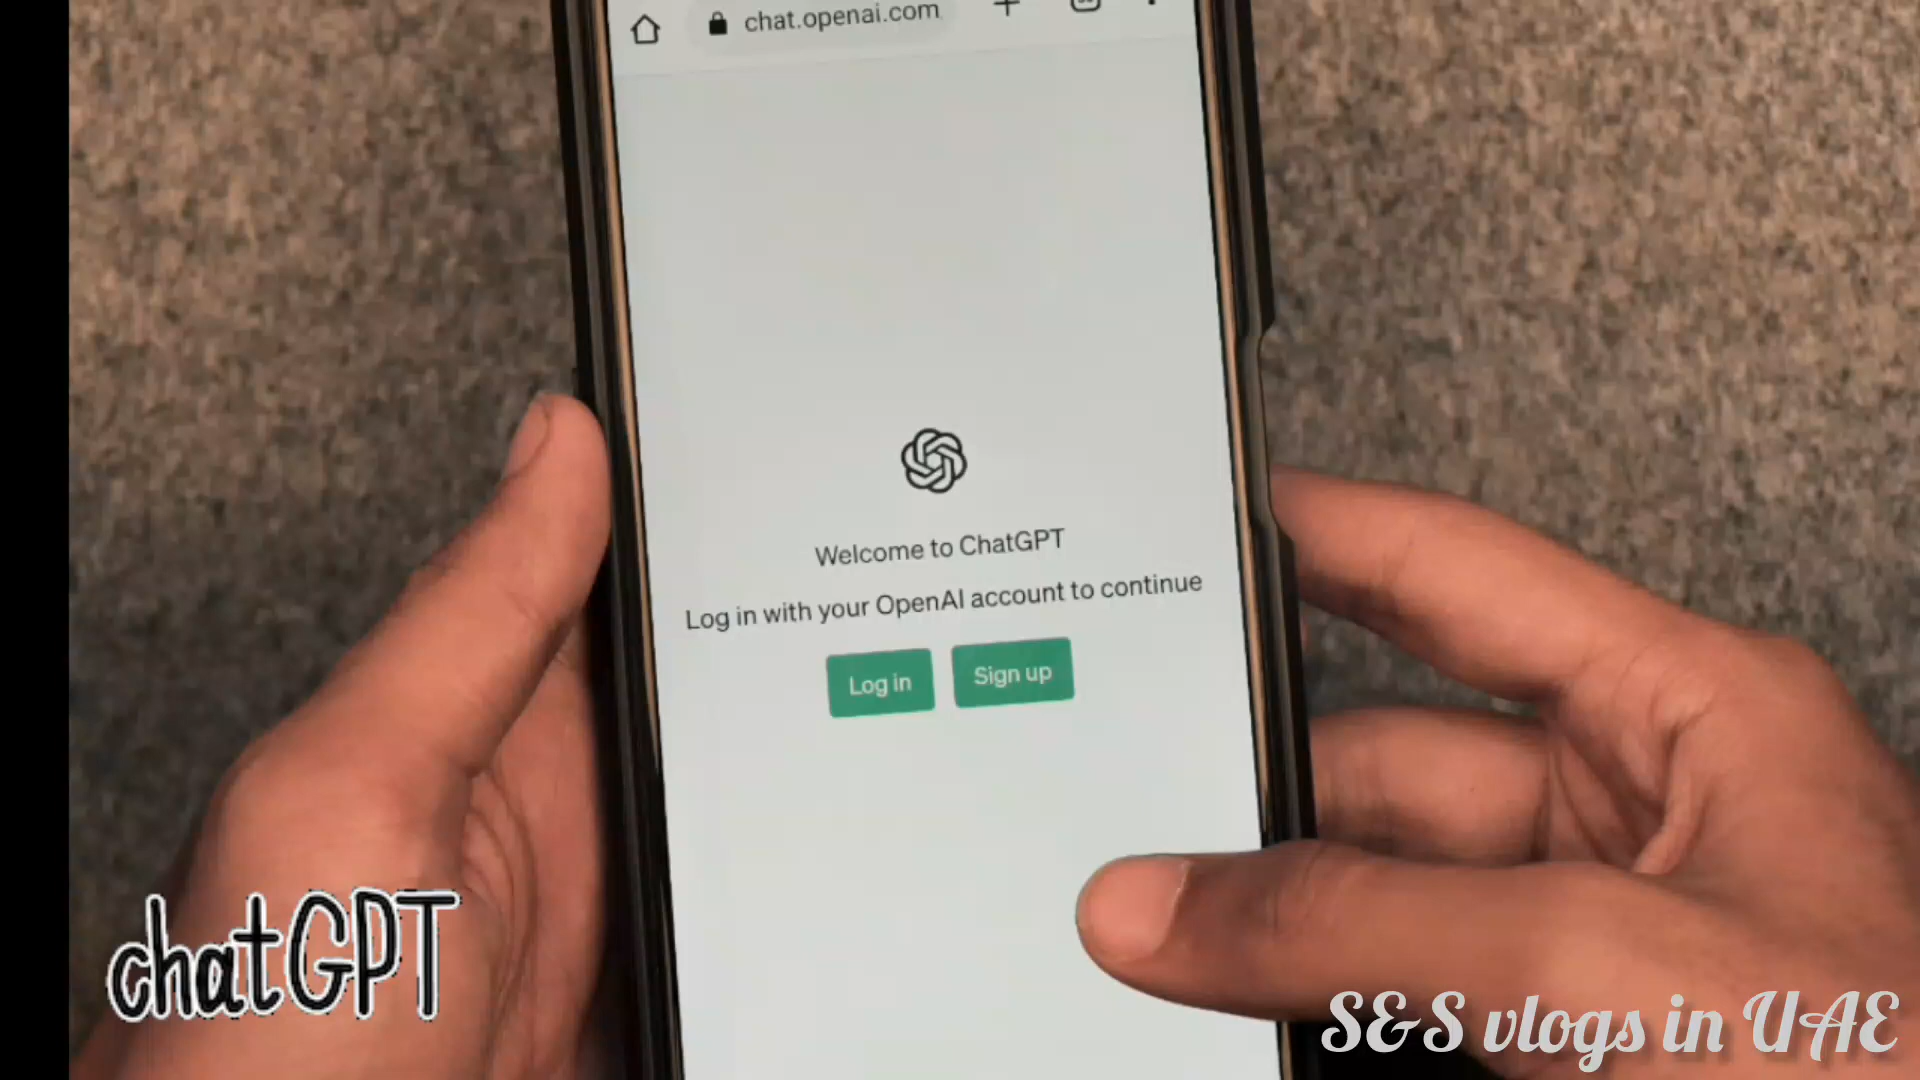 chat.openai.com
Welcome to ChatGPT
Log in with your OpenAI account to continue
Log in
Sign up
chatGPT
S&S vlogs in UAE